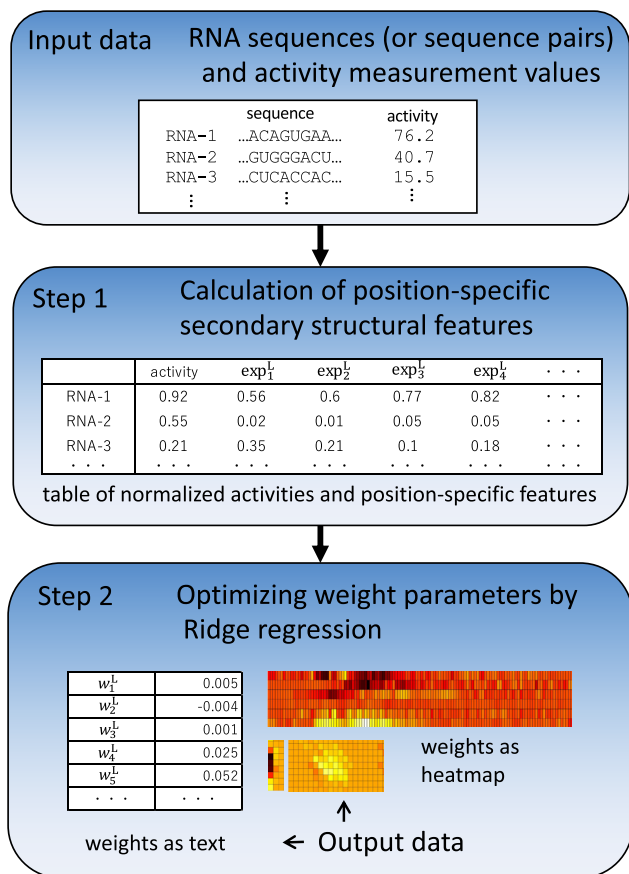 Input data RNA sequences (or sequence pairs)
and activity measurement values
sequence activity
RNA-1 …ACAGUGAA… 76.2
RNA-2 …GUGGGACU… 40.7
RNA-3 …CUCACCAC… 15.5
⋮ ⋮ ⋮
Step 1 Calculation of position-specific
secondary structural features
activity exp₁ᴸ exp₂ᴸ exp₃ᴸ exp₄ᴸ · · ·
RNA-1 0.92 0.56 0.6 0.77 0.82 · · ·
RNA-2 0.55 0.02 0.01 0.05 0.05 · · ·
RNA-3 0.21 0.35 0.21 0.1 0.18 · · ·
· · · · · · · · · · · · · · · · · · · · ·
table of normalized activities and position-specific features
Step 2 Optimizing weight parameters by
Ridge regression
w₁ᴸ 0.005
w₂ᴸ -0.004
w₃ᴸ 0.001
w₄ᴸ 0.025
w₅ᴸ 0.052
· · · · · ·
weights as
heatmap
weights as text Output data